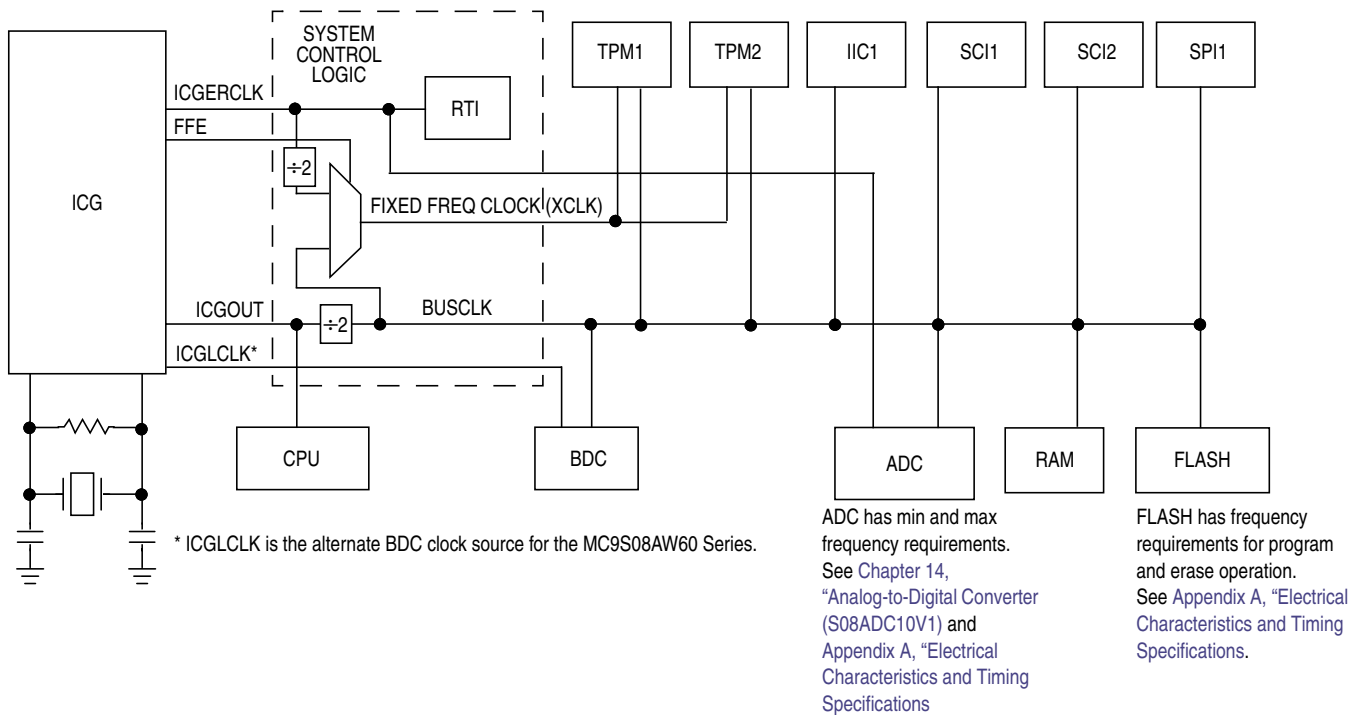 SYSTEM
CONTROL
LOGIC
TPM1
TPM2
IIC1
SCI1
SCI2
SPI1
ICGERCLK
RTI
FFE
÷2
ICG
FIXED FREQ CLOCK (XCLK)
ICGOUT
÷2
BUSCLK
ICGLCLK*
CPU
BDC
ADC
RAM
FLASH
* ICGLCLK is the alternate BDC clock source for the MC9S08AW60 Series.
ADC has min and max
frequency requirements.
See Chapter 14,
“Analog-to-Digital Converter
(S08ADC10V1) and
Appendix A, “Electrical
Characteristics and Timing
Specifications
FLASH has frequency
requirements for program
and erase operation.
See Appendix A, “Electrical
Characteristics and Timing
Specifications.